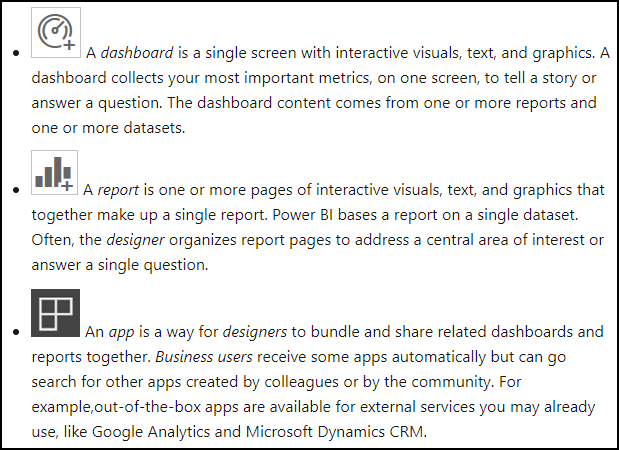 A dashboard is a single screen with interactive visuals, text, and graphics. A
dashboard collects your most important metrics, on one screen, to tell a story or
answer a question. The dashboard content comes from one or more reports and
one or more datasets.
A report is one or more pages of interactive visuals, text, and graphics that
together make up a single report. Power BI bases a report on a single dataset.
Often, the designer organizes report pages to address a central area of interest or
answer a single question.
An app is a way for designers to bundle and share related dashboards and
reports together. Business users receive some apps automatically but can go
search for other apps created by colleagues or by the community. For
example,out-of-the-box apps are available for external services you may already
use, like Google Analytics and Microsoft Dynamics CRM.